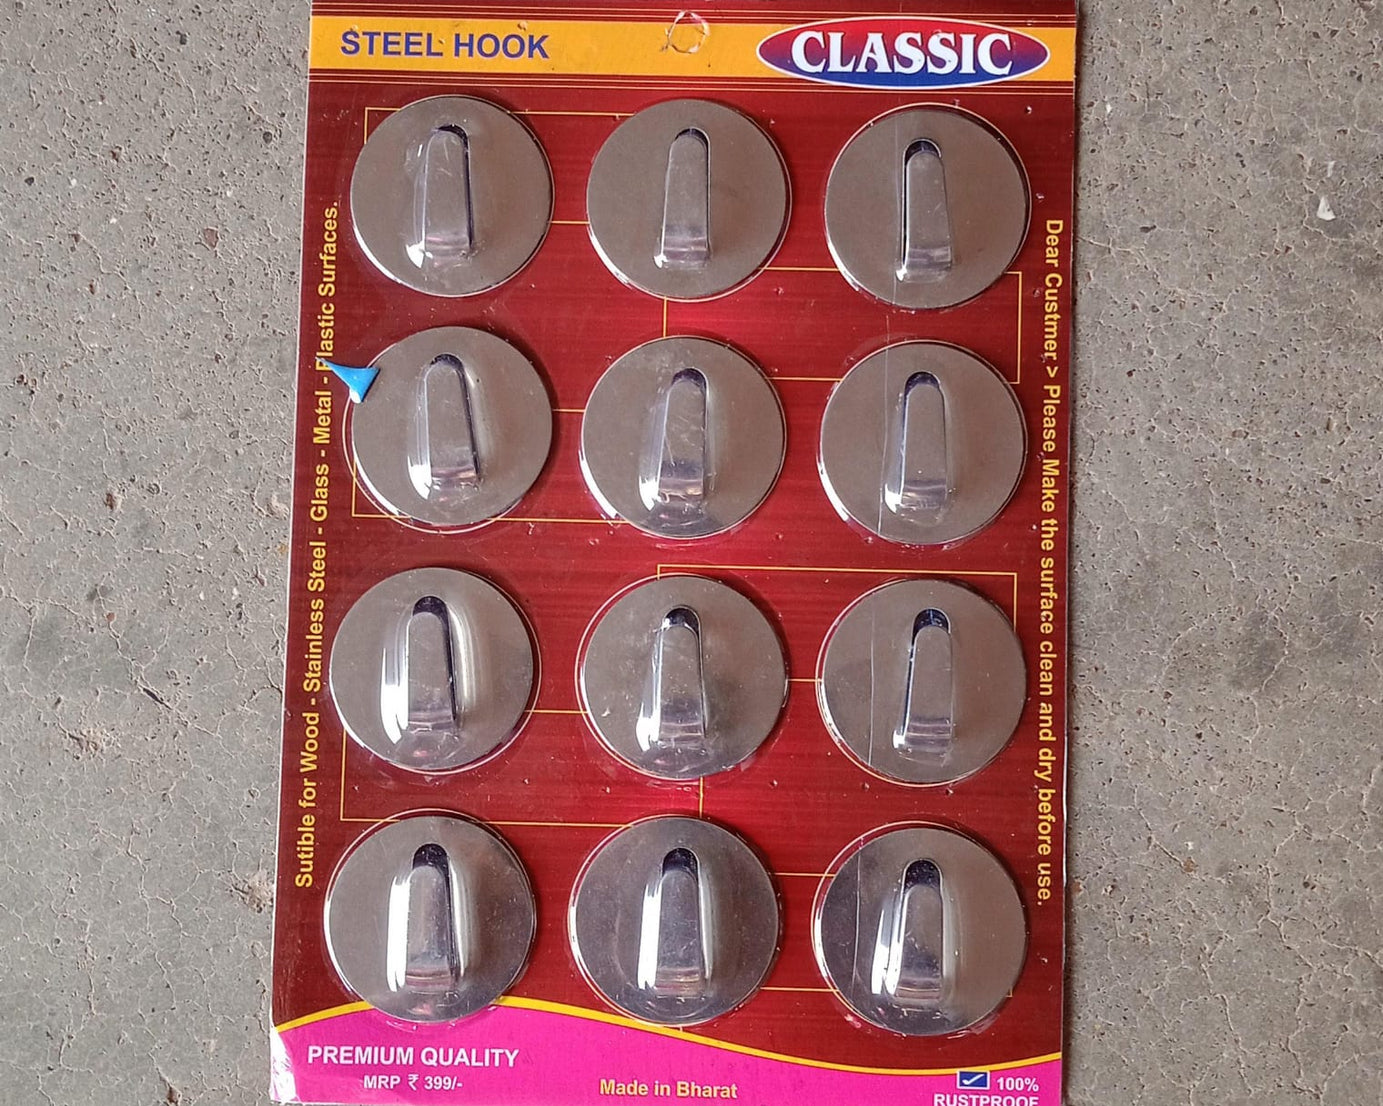 STEEL HOOK
CLASSIC
Sutible for Wood - Stainless Steel - Glass - Metal - Plastic Surfaces.
Dear Custmer > Please Make the surface clean and dry before use.
PREMIUM QUALITY
MRP ₹ 399/-
Made in Bharat
100%
RUSTPROOF